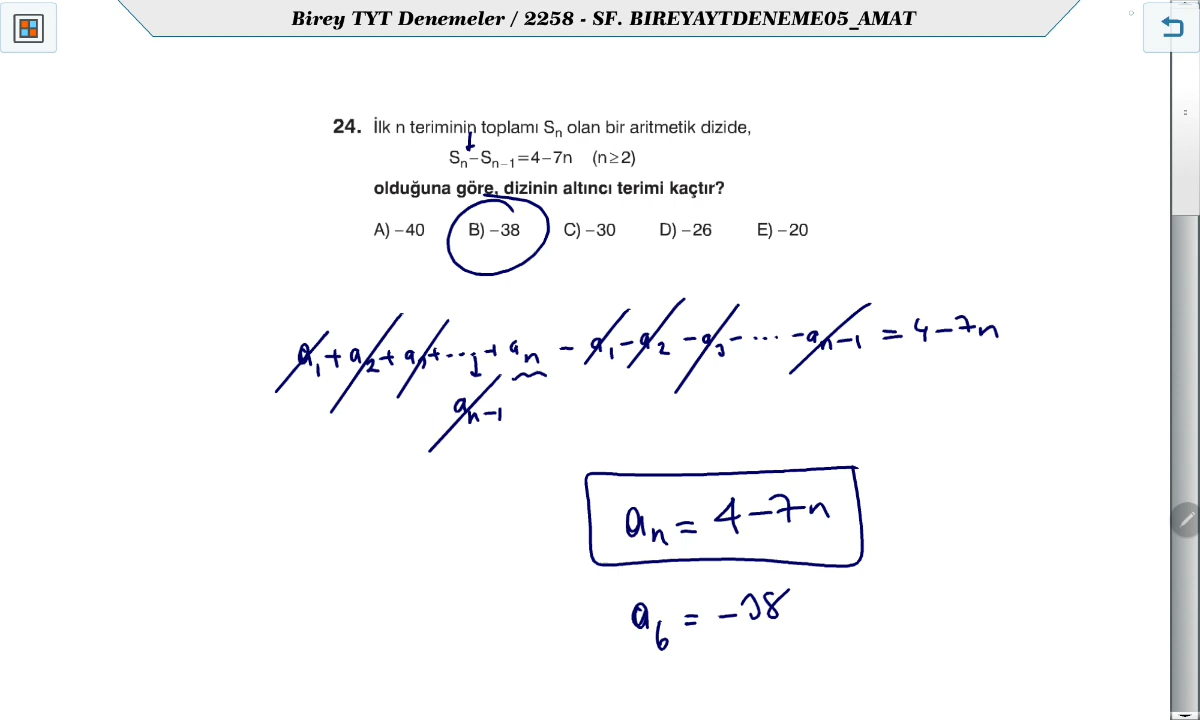 Birey TYT Denemeler / 2258 - SF. BIREYAYTDENEME05_AMAT
24. İlk n teriminin toplamı Sₙ olan bir aritmetik dizide,
Sₙ−Sₙ₋₁=4−7n (n≥2)
olduğuna göre, dizinin altıncı terimi kaçtır?
A) −40 B) −38 C) −30 D) −26 E) −20
a₁ + a₂ + a₃ + ... + aₙ − a₁ − a₂ − a₃ − ... − aₙ₋₁ = 4 − 7n
aₙ₋₁
aₙ = 4 − 7n
a₆ = −38